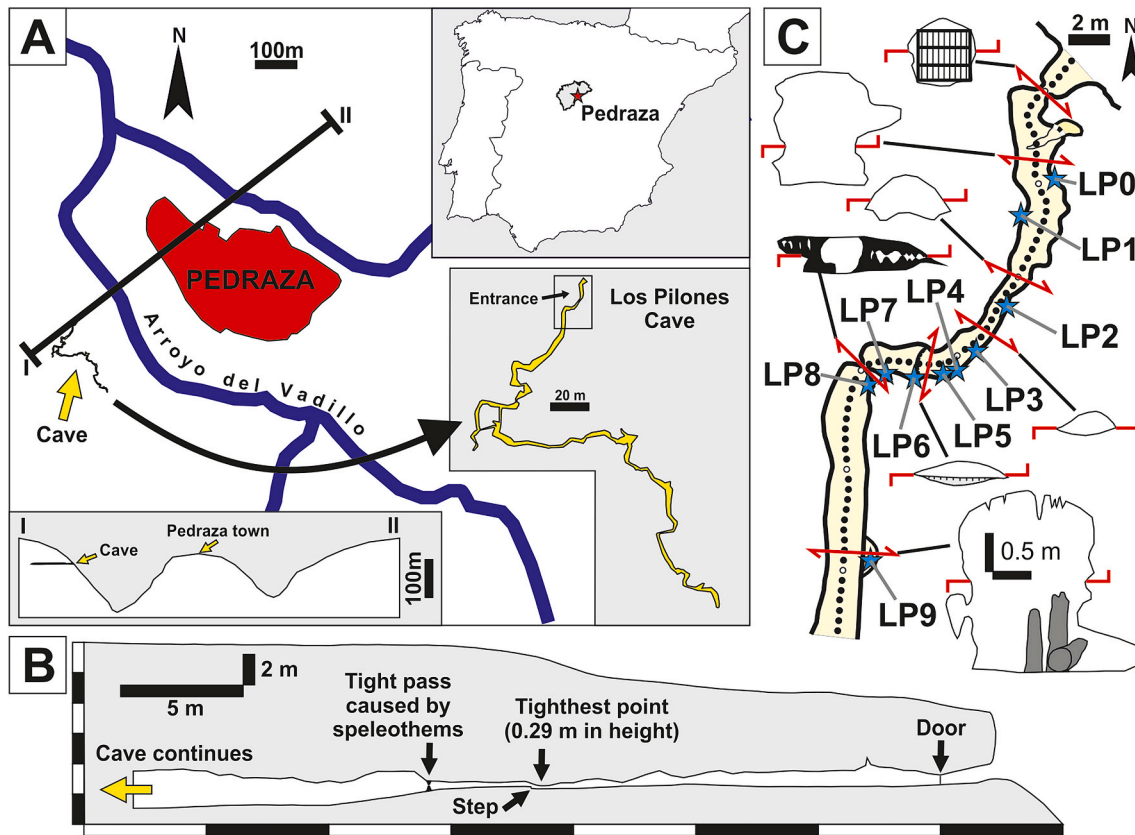 A
N
100m
II
PEDRAZA
I
Cave
Arroyo del Vadillo
Pedraza
Entrance
Los Pilones
Cave
20 m
I
II
Cave
Pedraza town
100m
C
2 m
N
LP0
LP1
LP4
LP7
LP2
LP8
LP3
LP6
LP5
0.5 m
LP9
B
2 m
5 m
Tight pass
caused by
speleothems
Tighthest point
(0.29 m in height)
Door
Cave continues
Step